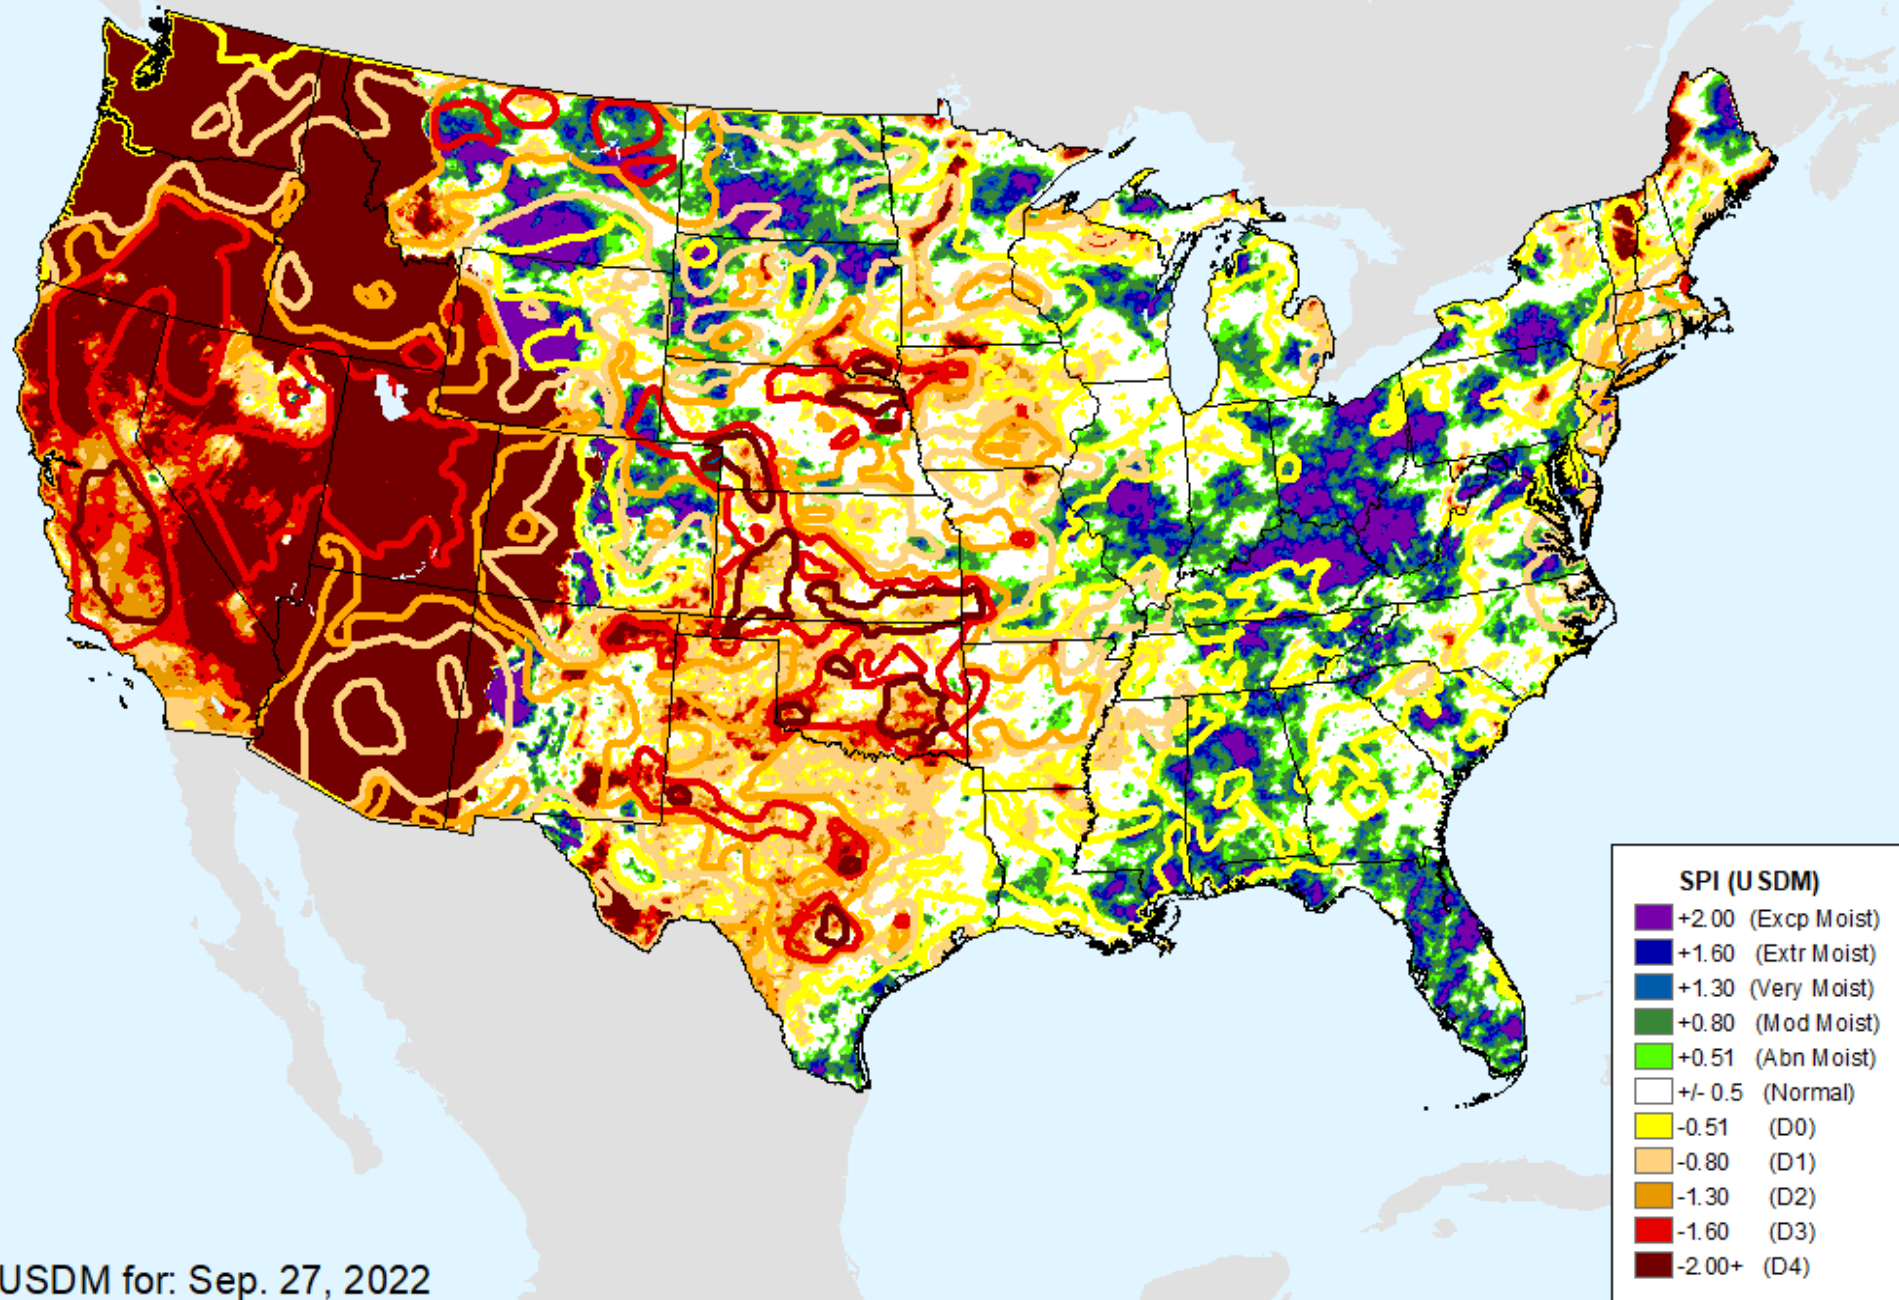 SPI (USDM)
+2.00 (Excp Moist)
+1.60 (Extr Moist)
+1.30 (Very Moist)
+0.80 (Mod Moist)
+0.51 (Abn Moist)
+/- 0.5 (Normal)
-0.51 (D0)
-0.80 (D1)
-1.30 (D2)
-1.60 (D3)
-2.00+ (D4)
USDM for: Sep. 27, 2022